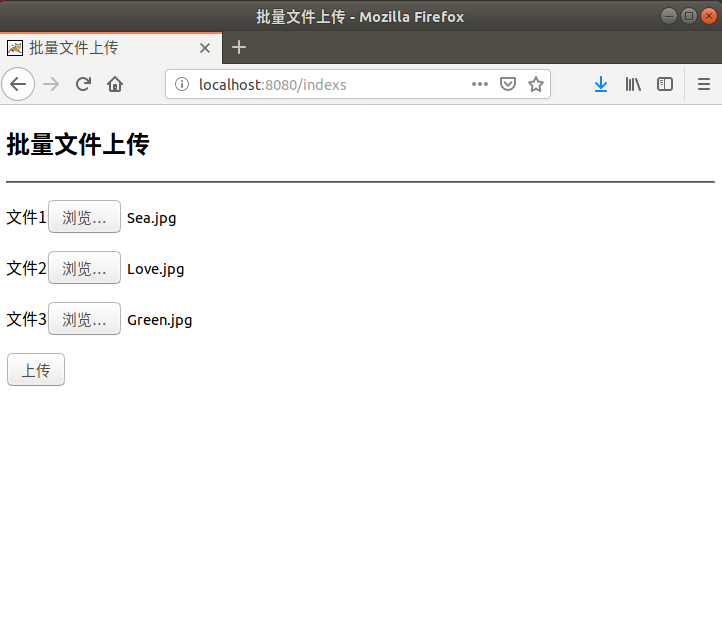 批量文件上传 - Mozilla Firefox
批量文件上传
localhost:8080/indexs
批量文件上传
文件1 浏览… Sea.jpg
文件2 浏览… Love.jpg
文件3 浏览… Green.jpg
上传